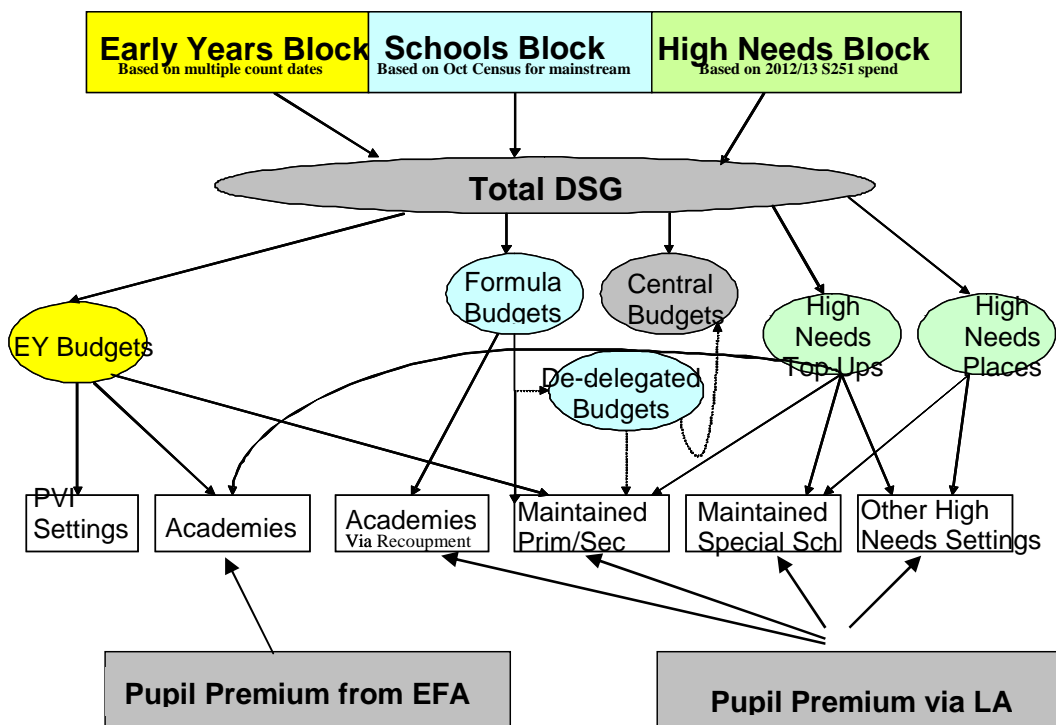 Early Years Block
Based on multiple count dates
Schools Block
Based on Oct Census for mainstream
High Needs Block
Based on 2012/13 S251 spend
Total DSG
EY Budgets
Formula
Budgets
Central
Budgets
High
Needs
Top Ups
High
Needs
Places
De-delegated
Budgets
PVI
Settings
Academies
Academies
Via Recoupment
Maintained
Prim/Sec
Maintained
Special Sch
Other High
Needs Settings
Pupil Premium from EFA
Pupil Premium via LA